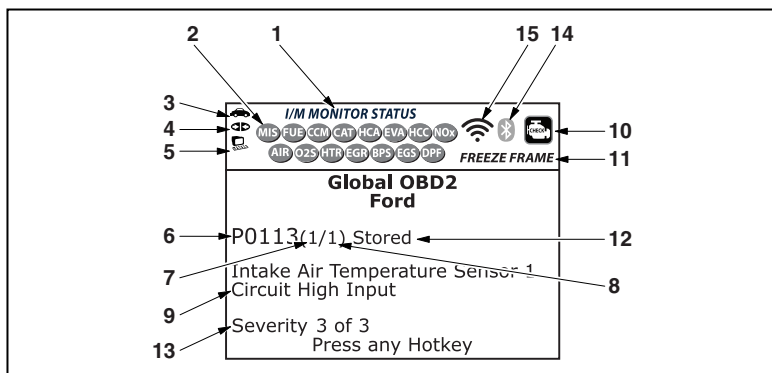 2
1
15
14
3
4
5
I/M MONITOR STATUS
MIS FUE CCM CAT HCA EVA HCC NOx
AIR O2S HTR EGR BPS EGS DPF
CHECK
10
FREEZE FRAME
11
Global OBD2
Ford
6
P0113(1/1) Stored
12
7
8
Intake Air Temperature Sensor 1
9
Circuit High Input
13
Severity 3 of 3
Press any Hotkey